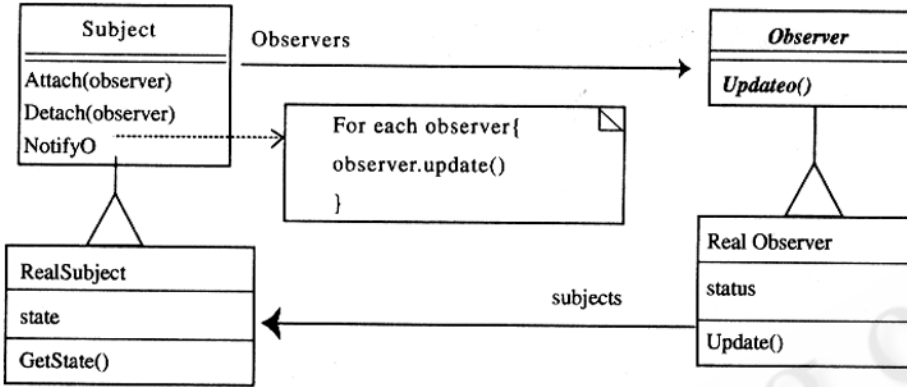 Subject
Attach(observer)
Detach(observer)
NotifyO
Observers
For each observer{
observer.update()
}
Observer
Updateo()
RealSubject
state
GetState()
subjects
Real Observer
status
Update()